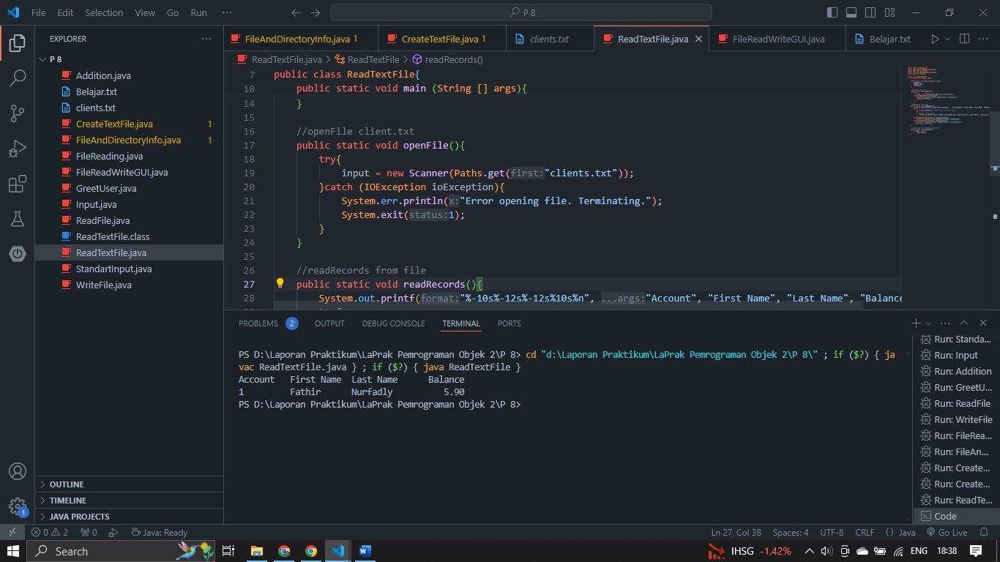 File Edit Selection View Go Run ··· P 8
EXPLORER
P 8
Addition.java
Belajar.txt
clients.txt
CreateTextFile.java 1
FileAndDirectoryInfo.java 1
FileReading.java
FileReadWriteGUI.java
GreetUser.java
Input.java
ReadFile.java
ReadTextFile.class
ReadTextFile.java
StandartInput.java
WriteFile.java
OUTLINE
TIMELINE
JAVA PROJECTS
FileAndDirectoryInfo.java 1 CreateTextFile.java 1 clients.txt ReadTextFile.java FileReadWriteGUI.java Belajar.txt
ReadTextFile.java > ReadTextFile > readRecords()
7 public class ReadTextFile{
10 public static void main (String [] args){
14 }
15
16 //openFile client.txt
17 public static void openFile(){
18 try{
19 input = new Scanner(Paths.get(first:"clients.txt"));
20 }catch (IOException ioException){
21 System.err.println(x:"Error opening file. Terminating.");
22 System.exit(status:1);
23 }
24 }
25
26 //readRecords from file
27 public static void readRecords(){
28 System.out.printf(format:"%-10s%-12s%-12s%10s%n", ...args:"Account", "First Name", "Last Name", "Balance
PROBLEMS 2 OUTPUT DEBUG CONSOLE TERMINAL PORTS
PS D:\Laporan Praktikum\LaPrak Pemrograman Objek 2\P 8> cd "d:\Laporan Praktikum\LaPrak Pemrograman Objek 2\P 8\" ; if ($?) { ja
vac ReadTextFile.java } ; if ($?) { java ReadTextFile }
Account First Name Last Name Balance
1 Fathir Nurfadly 5.90
PS D:\Laporan Praktikum\LaPrak Pemrograman Objek 2\P 8>
Run: Standa...
Run: Input
Run: Addition
Run: GreetU...
Run: ReadFile
Run: WriteFile
Run: FileRea...
Run: FileAn...
Run: Create...
Run: Create...
Run: ReadTe...
Code
1
0 2 0 Java: Ready Ln 27, Col 38 Spaces: 4 UTF-8 CRLF {} Java Go Live
Search IHSG -1,42% ENG 18:38